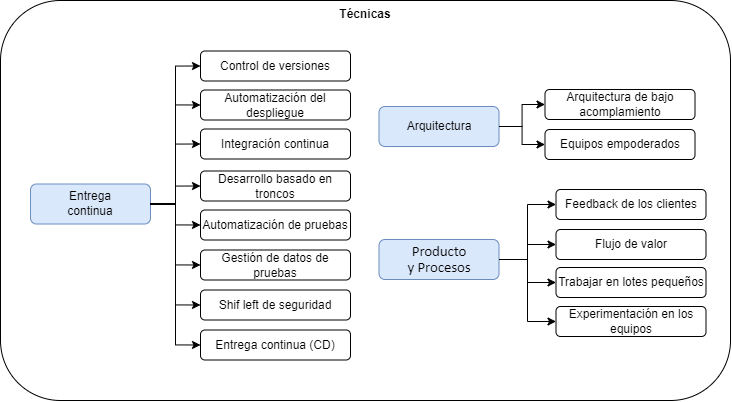 Técnicas
Entrega
continua
Control de versiones
Automatización del
despliegue
Integración continua
Desarrollo basado en
troncos
Automatización de pruebas
Gestión de datos de
pruebas
Shif left de seguridad
Entrega continua (CD)
Arquitectura
Arquitectura de bajo
acomplamiento
Equipos empoderados
Producto
y Procesos
Feedback de los clientes
Flujo de valor
Trabajar en lotes pequeños
Experimentación en los
equipos